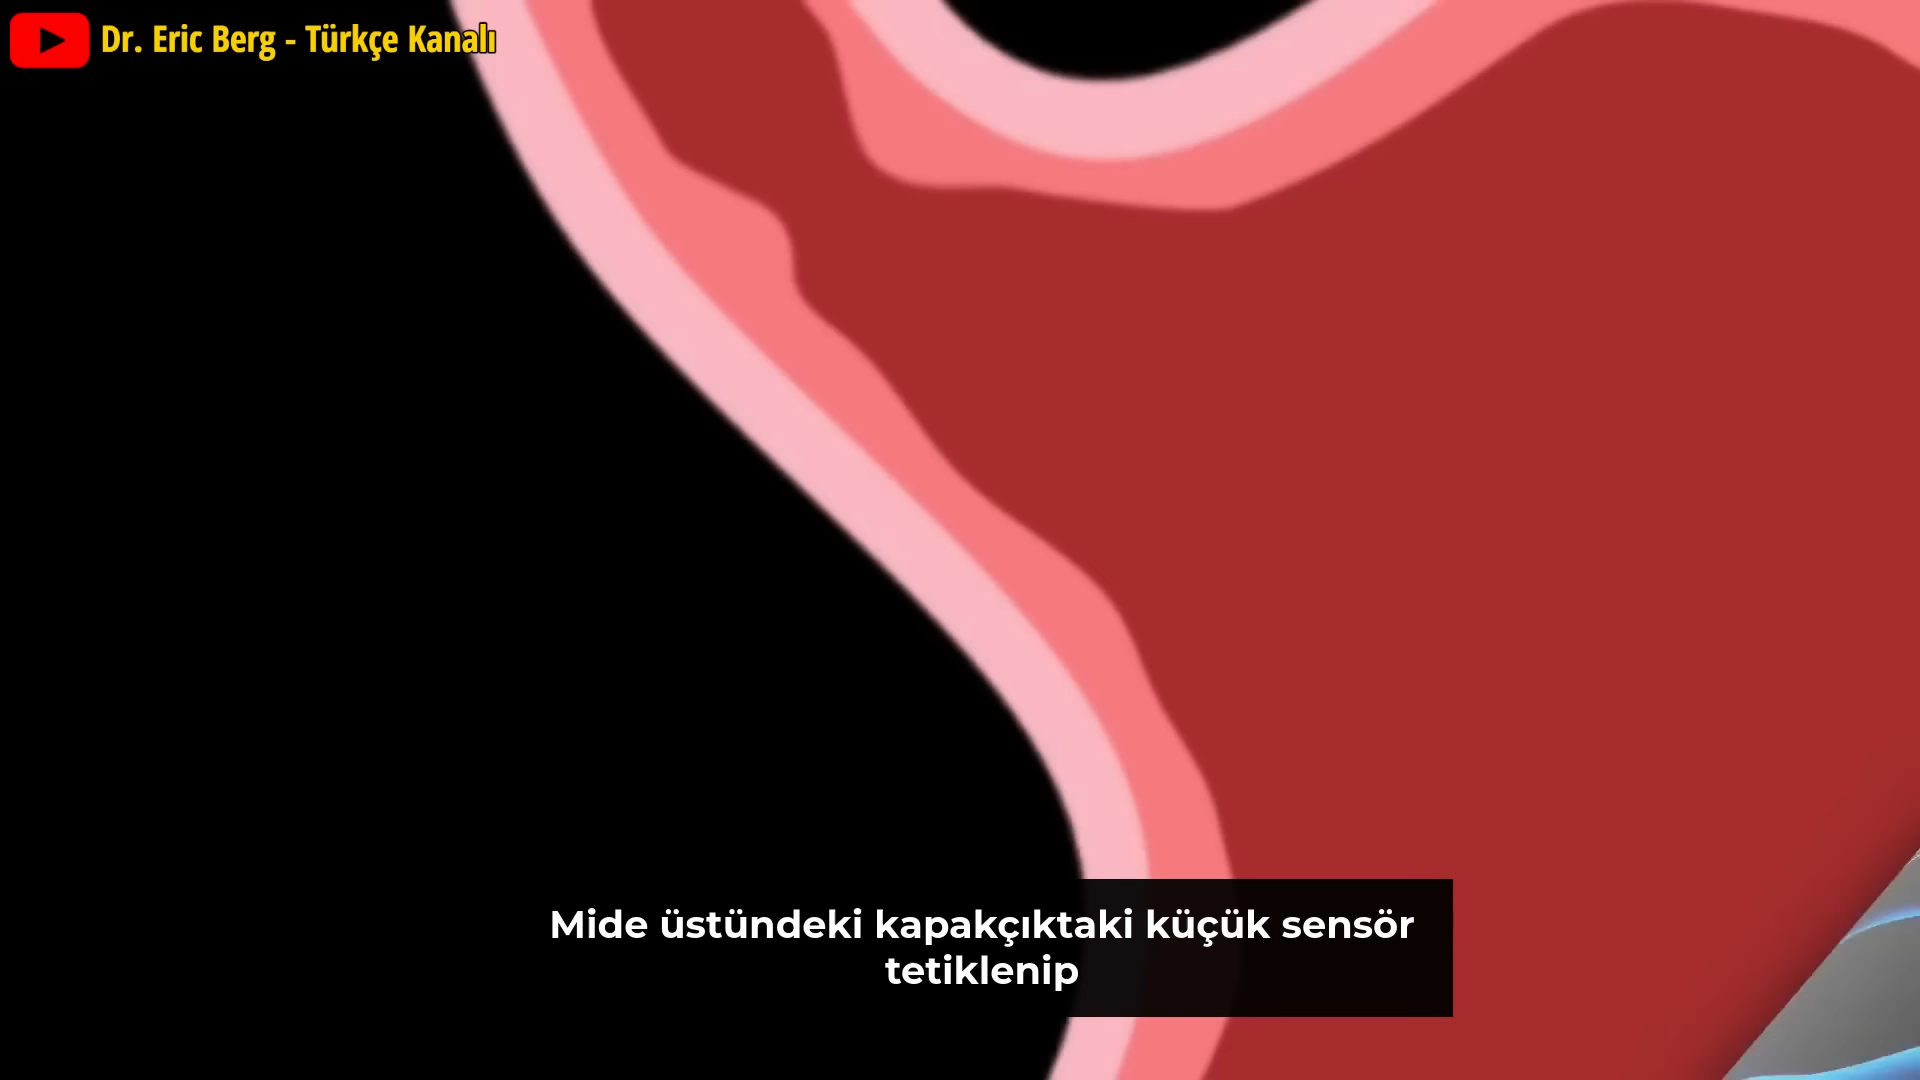 Dr. Eric Berg - Türkçe Kanalı
Mide üstündeki kapakçıktaki küçük sensör
tetiklenip